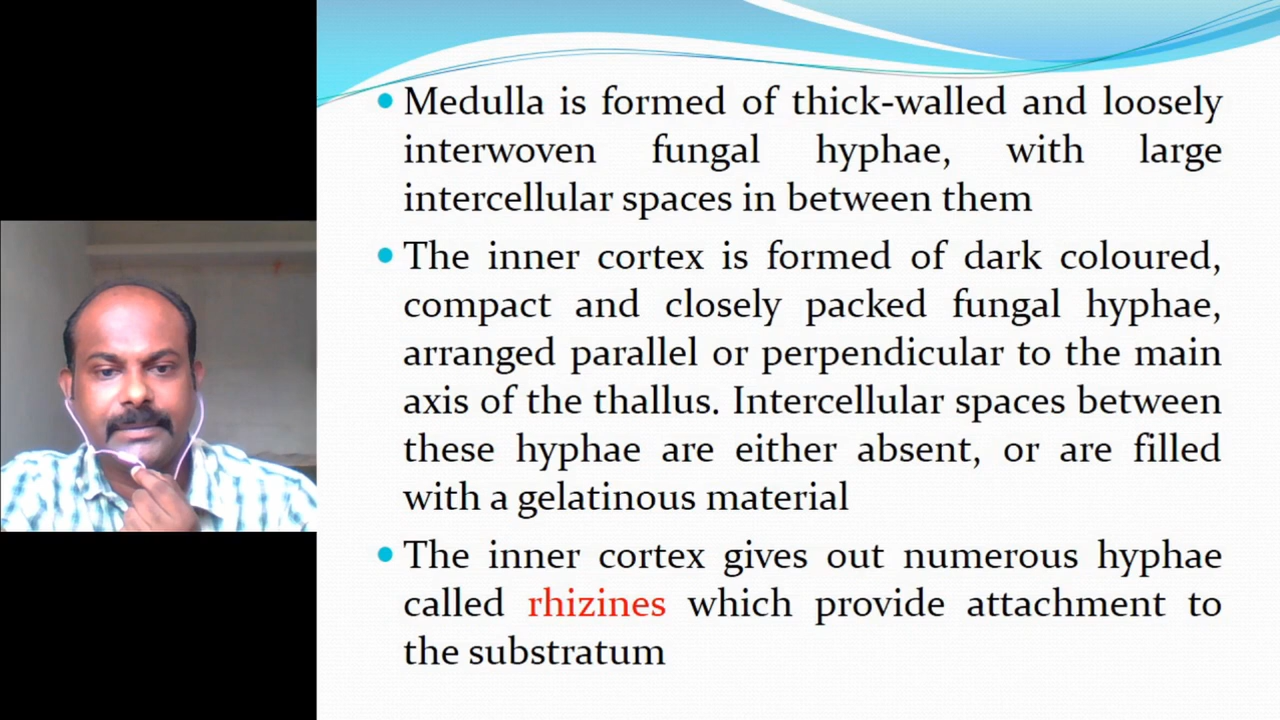 Medulla is formed of thick-walled and loosely
interwoven fungal hyphae, with large
intercellular spaces in between them
The inner cortex is formed of dark coloured,
compact and closely packed fungal hyphae,
arranged parallel or perpendicular to the main
axis of the thallus. Intercellular spaces between
these hyphae are either absent, or are filled
with a gelatinous material
The inner cortex gives out numerous hyphae
called rhizines which provide attachment to
the substratum